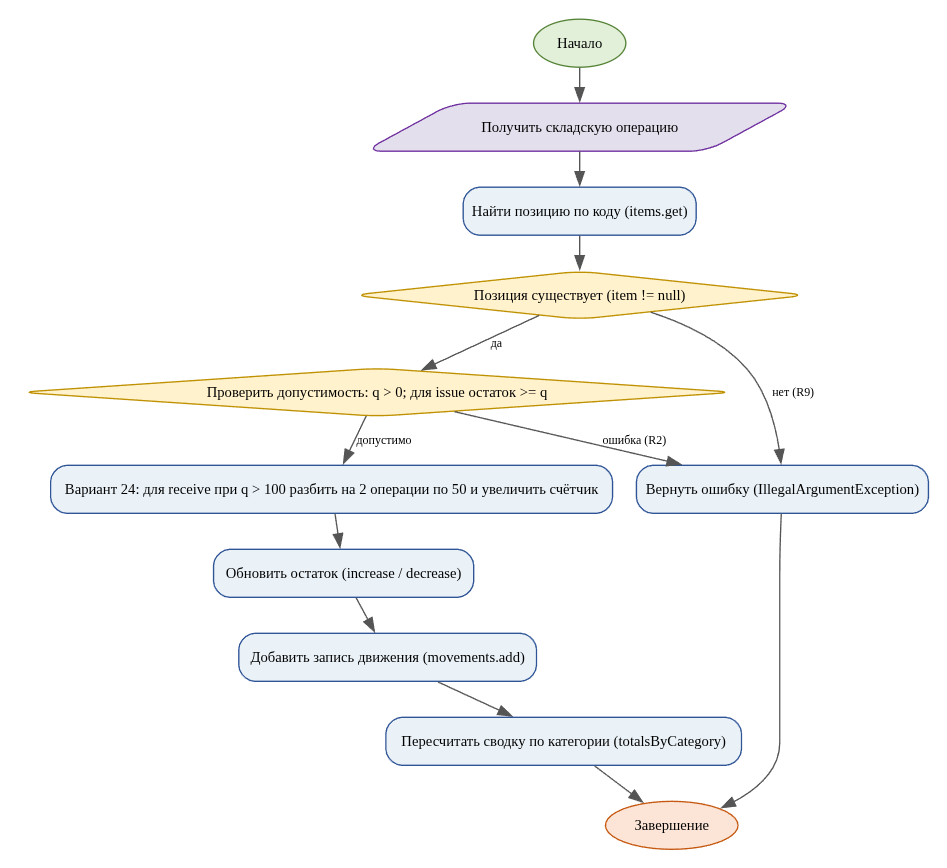 Начало
Получить складскую операцию
Найти позицию по коду (items.get)
Позиция существует (item != null)
да
Проверить допустимость: q > 0; для issue остаток >= q
нет (R9)
допустимо
ошибка (R2)
Вариант 24: для receive при q > 100 разбить на 2 операции по 50 и увеличить счётчик
Вернуть ошибку (IllegalArgumentException)
Обновить остаток (increase / decrease)
Добавить запись движения (movements.add)
Пересчитать сводку по категории (totalsByCategory)
Завершение